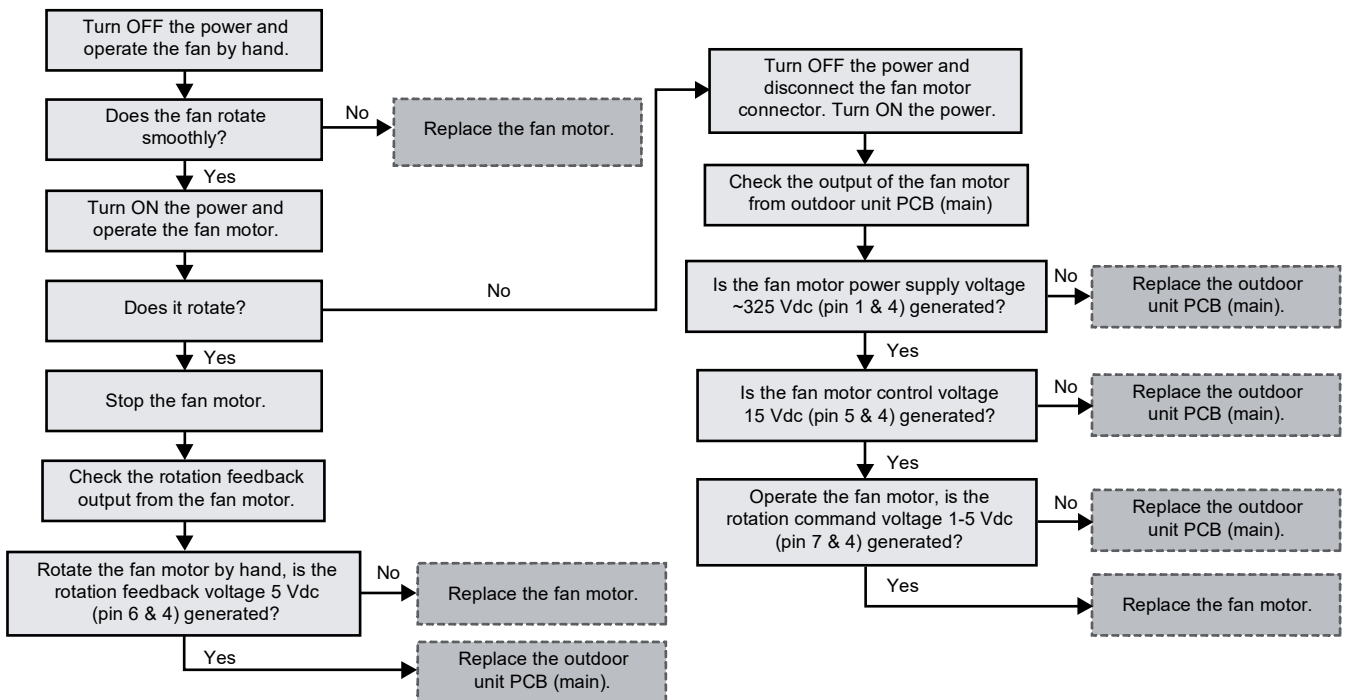 Turn OFF the power and
operate the fan by hand.
Does the fan rotate
smoothly?
No
Replace the fan motor.
Yes
Turn ON the power and
operate the fan motor.
Does it rotate?
No
Yes
Stop the fan motor.
Check the rotation feedback
output from the fan motor.
Rotate the fan motor by hand, is the
rotation feedback voltage 5 Vdc
(pin 6 & 4) generated?
No
Replace the fan motor.
Yes
Replace the outdoor
unit PCB (main).
Turn OFF the power and
disconnect the fan motor
connector. Turn ON the power.
Check the output of the fan motor
from outdoor unit PCB (main)
Is the fan motor power supply voltage
~325 Vdc (pin 1 & 4) generated?
No
Replace the outdoor
unit PCB (main).
Yes
Is the fan motor control voltage
15 Vdc (pin 5 & 4) generated?
No
Replace the outdoor
unit PCB (main).
Yes
Operate the fan motor, is the
rotation command voltage 1-5 Vdc
(pin 7 & 4) generated?
No
Replace the outdoor
unit PCB (main).
Yes
Replace the fan motor.